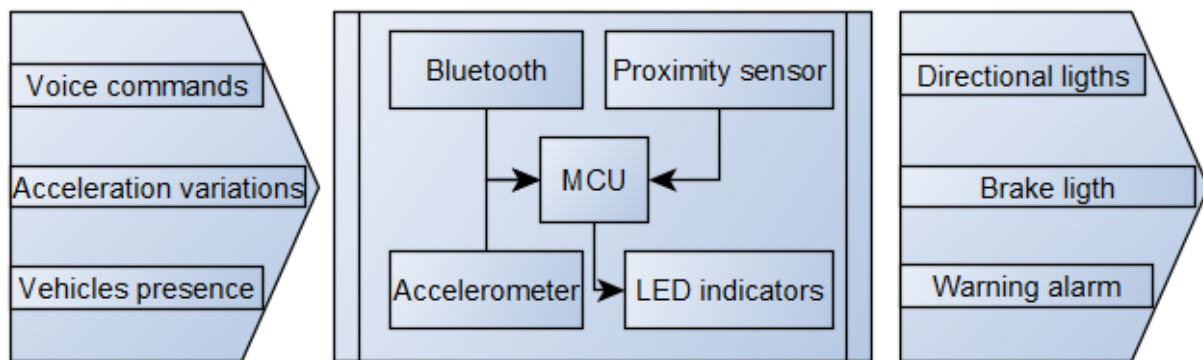 Voice commands
Acceleration variations
Vehicles presence
Bluetooth
Proximity sensor
MCU
Accelerometer
LED indicators
Directional ligths
Brake ligth
Warning alarm